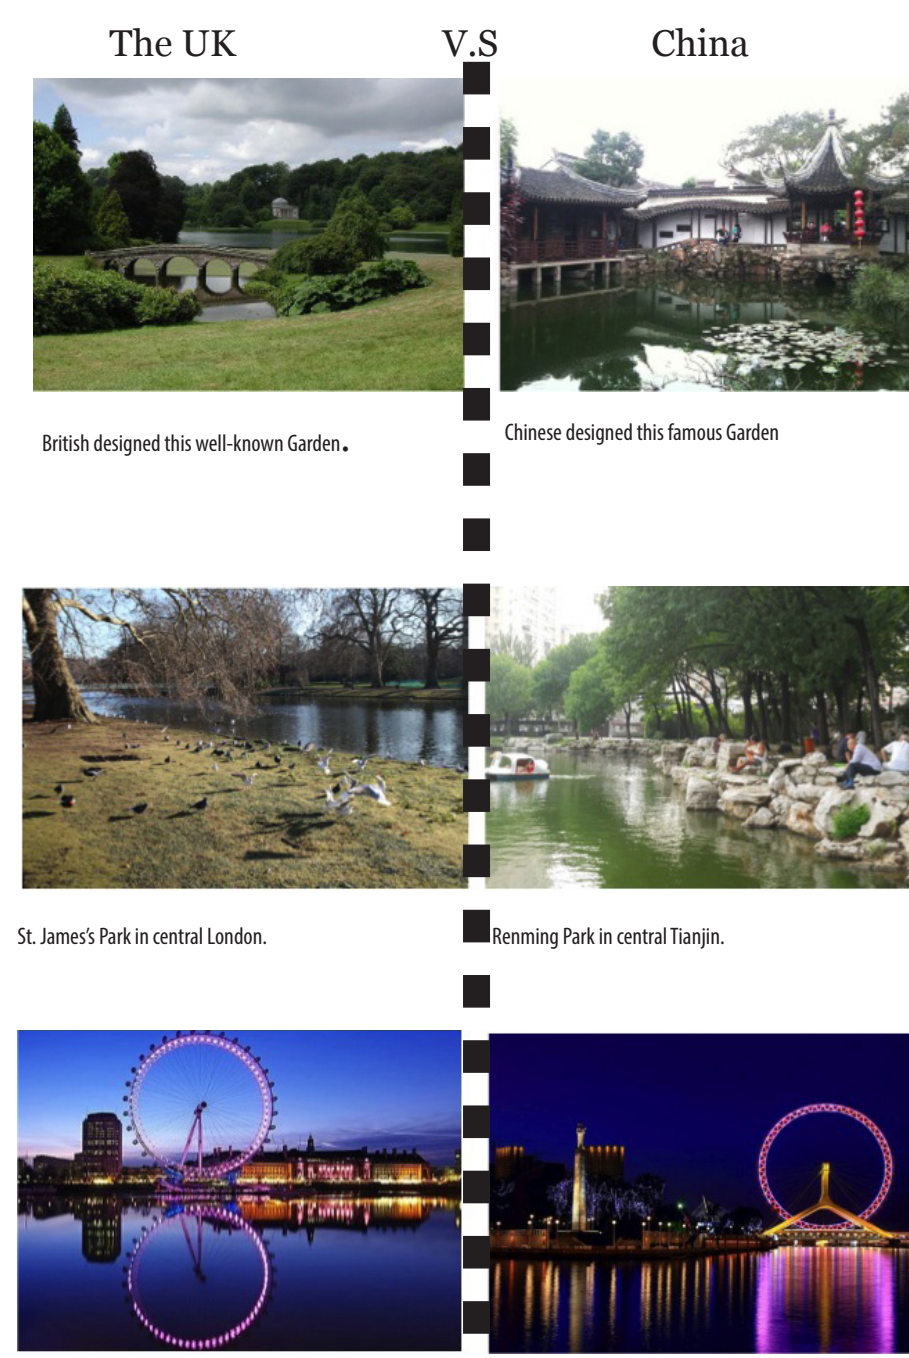 The UK V.S China
British designed this well-known Garden.
Chinese designed this famous Garden
St. James's Park in central London.
Renming Park in central Tianjin.